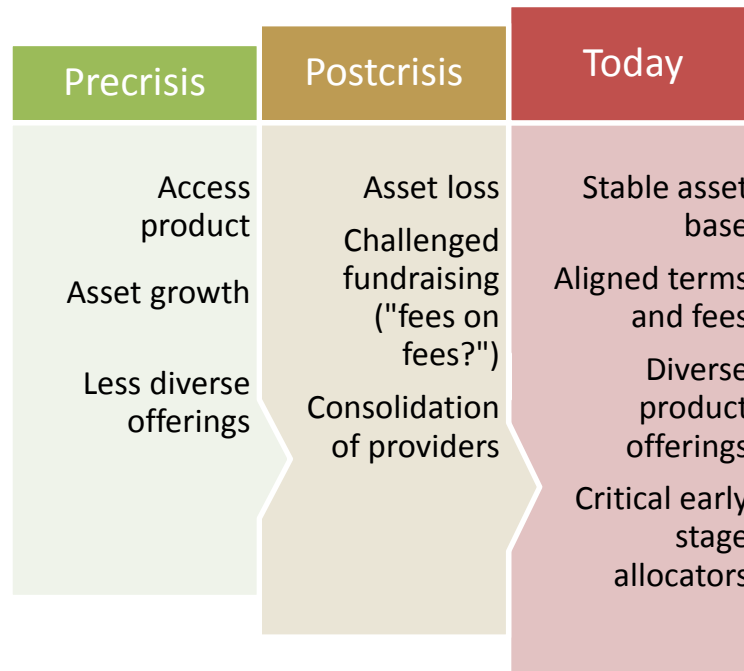 Precrisis
Access
product
Asset growth
Less diverse
offerings
Postcrisis
Asset loss
Challenged
fundraising
("fees on
fees?")
Consolidation
of providers
Today
Stable asset
base
Aligned terms
and fees
Diverse
product
offerings
Critical early
stage
allocators